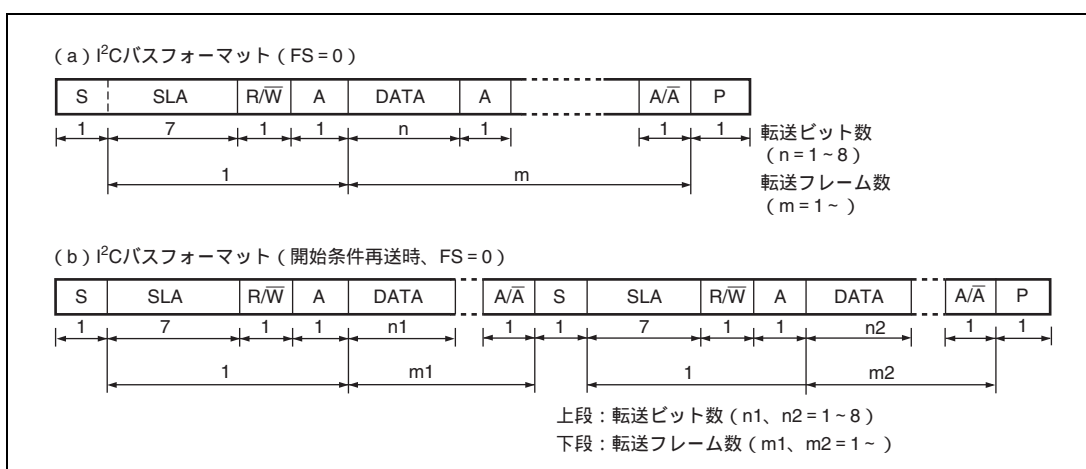 (a) I²Cバスフォーマット(FS=0)
S SLA R/W̅ A DATA A A/A̅ P
1 7 1 1 n 1 1 1 転送ビット数
(n=1~8)
1 m 転送フレーム数
(m=1~ )
(b) I²Cバスフォーマット(開始条件再送時、FS=0)
S SLA R/W̅ A DATA A/A̅ S SLA R/W̅ A DATA A/A̅ P
1 7 1 1 n1 1 1 7 1 1 n2 1 1
1 m1 1 m2
上段:転送ビット数(n1、n2=1~8)
下段:転送フレーム数(m1、m2=1~ )